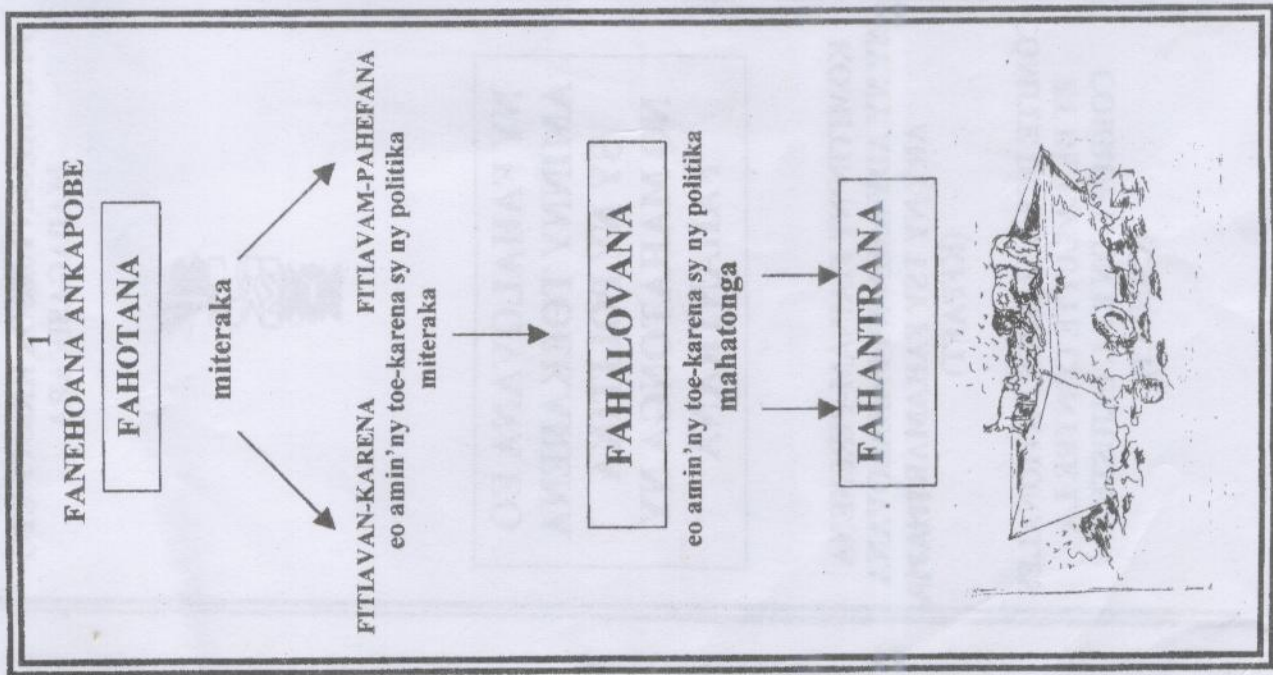 1
FANEHOANA ANKAPOBE
FAHOTANA
miteraka
FITIAVAN-KARENA FITIAVAM-PAHEFANA
eo amin'ny toe-karena sy ny politika
miteraka
FAHALOVANA
eo amin'ny toe-karena sy ny politika
mahatonga
FAHANTRANA